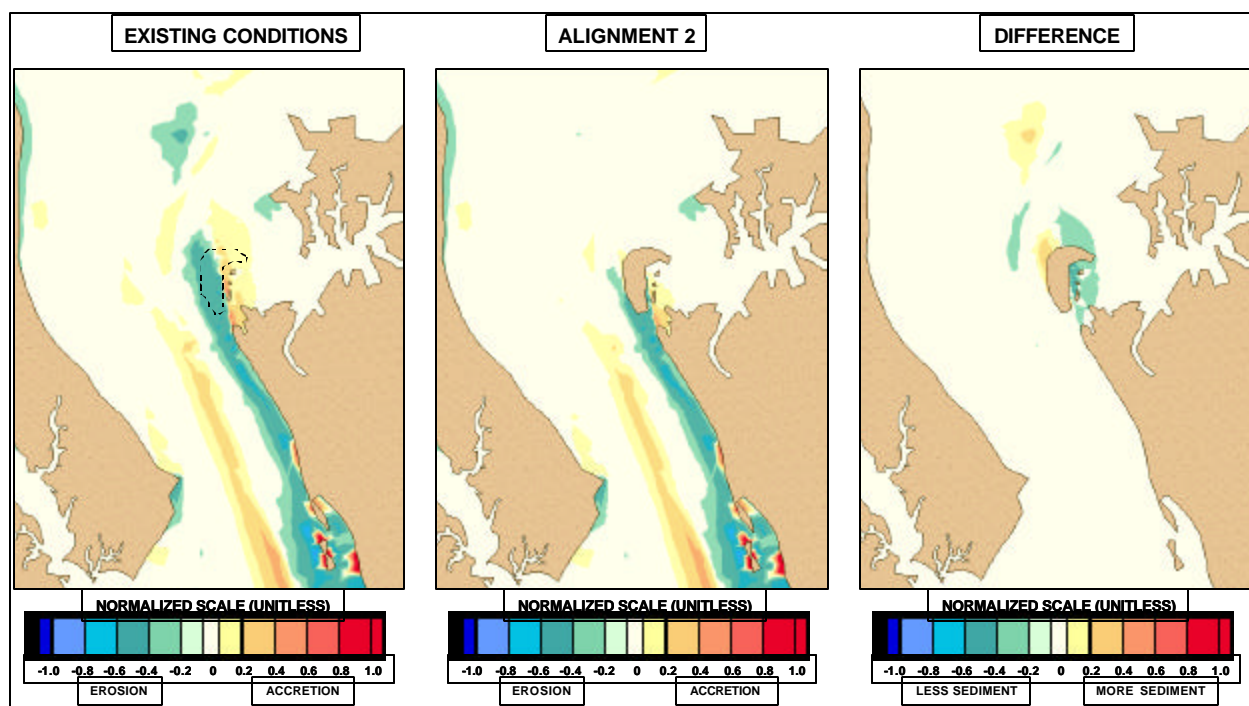 EXISTING CONDITIONS
ALIGNMENT 2
DIFFERENCE
NORMALIZED SCALE (UNITLESS)
-1.0 -0.8 -0.6 -0.4 -0.2 0 0.2 0.4 0.6 0.8 1.0
EROSION ACCRETION
NORMALIZED SCALE (UNITLESS)
-1.0 -0.8 -0.6 -0.4 -0.2 0 0.2 0.4 0.6 0.8 1.0
EROSION ACCRETION
NORMALIZED SCALE (UNITLESS)
-1.0 -0.8 -0.6 -0.4 -0.2 0 0.2 0.4 0.6 0.8 1.0
LESS SEDIMENT MORE SEDIMENT